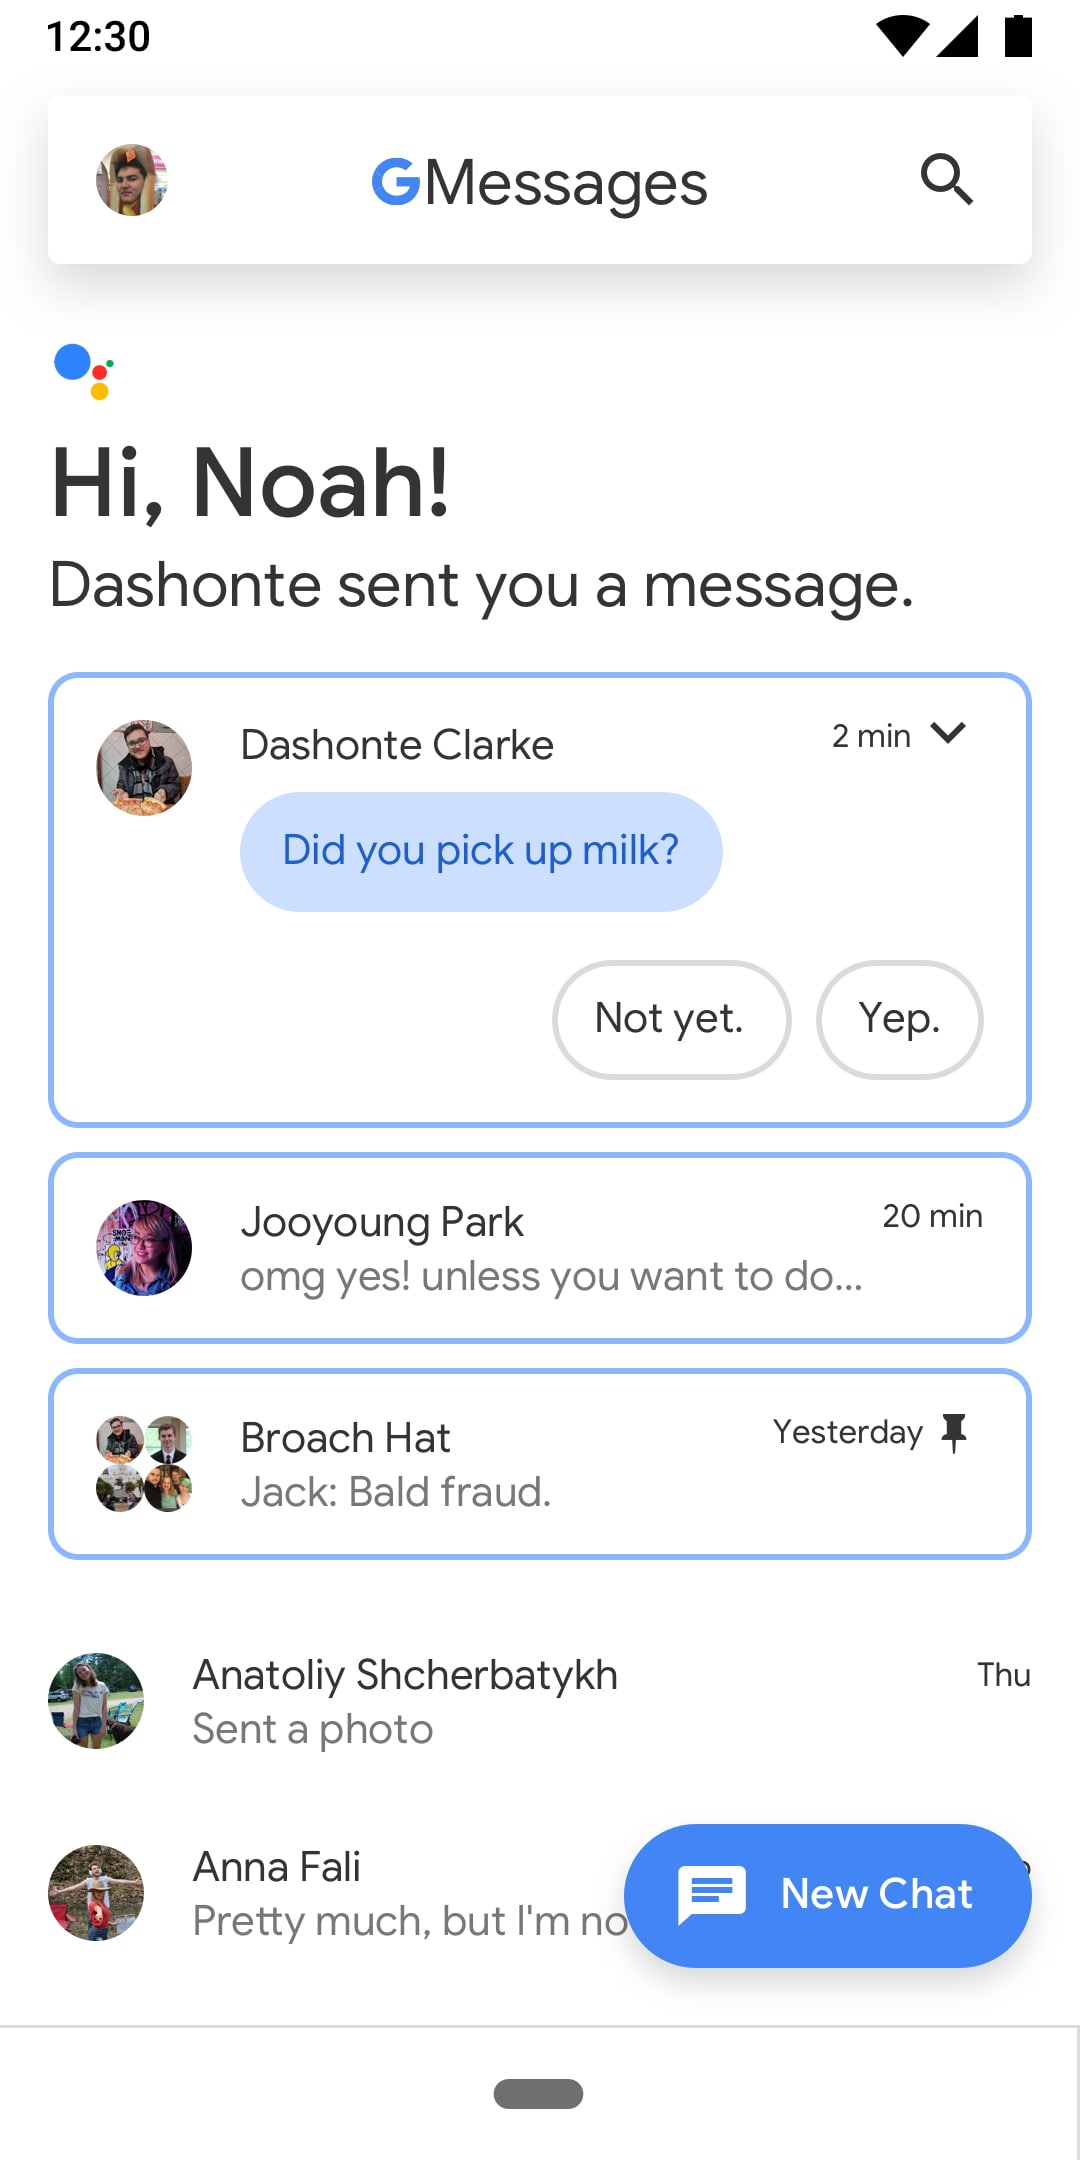 12:30
GMessages
Hi, Noah!
Dashonte sent you a message.
Dashonte Clarke
2 min
Did you pick up milk?
Not yet.
Yep.
Jooyoung Park
20 min
omg yes! unless you want to do...
Broach Hat
Yesterday
Jack: Bald fraud.
Anatoliy Shcherbatykh
Thu
Sent a photo
Anna Fali
Pretty much, but I'm no
New Chat